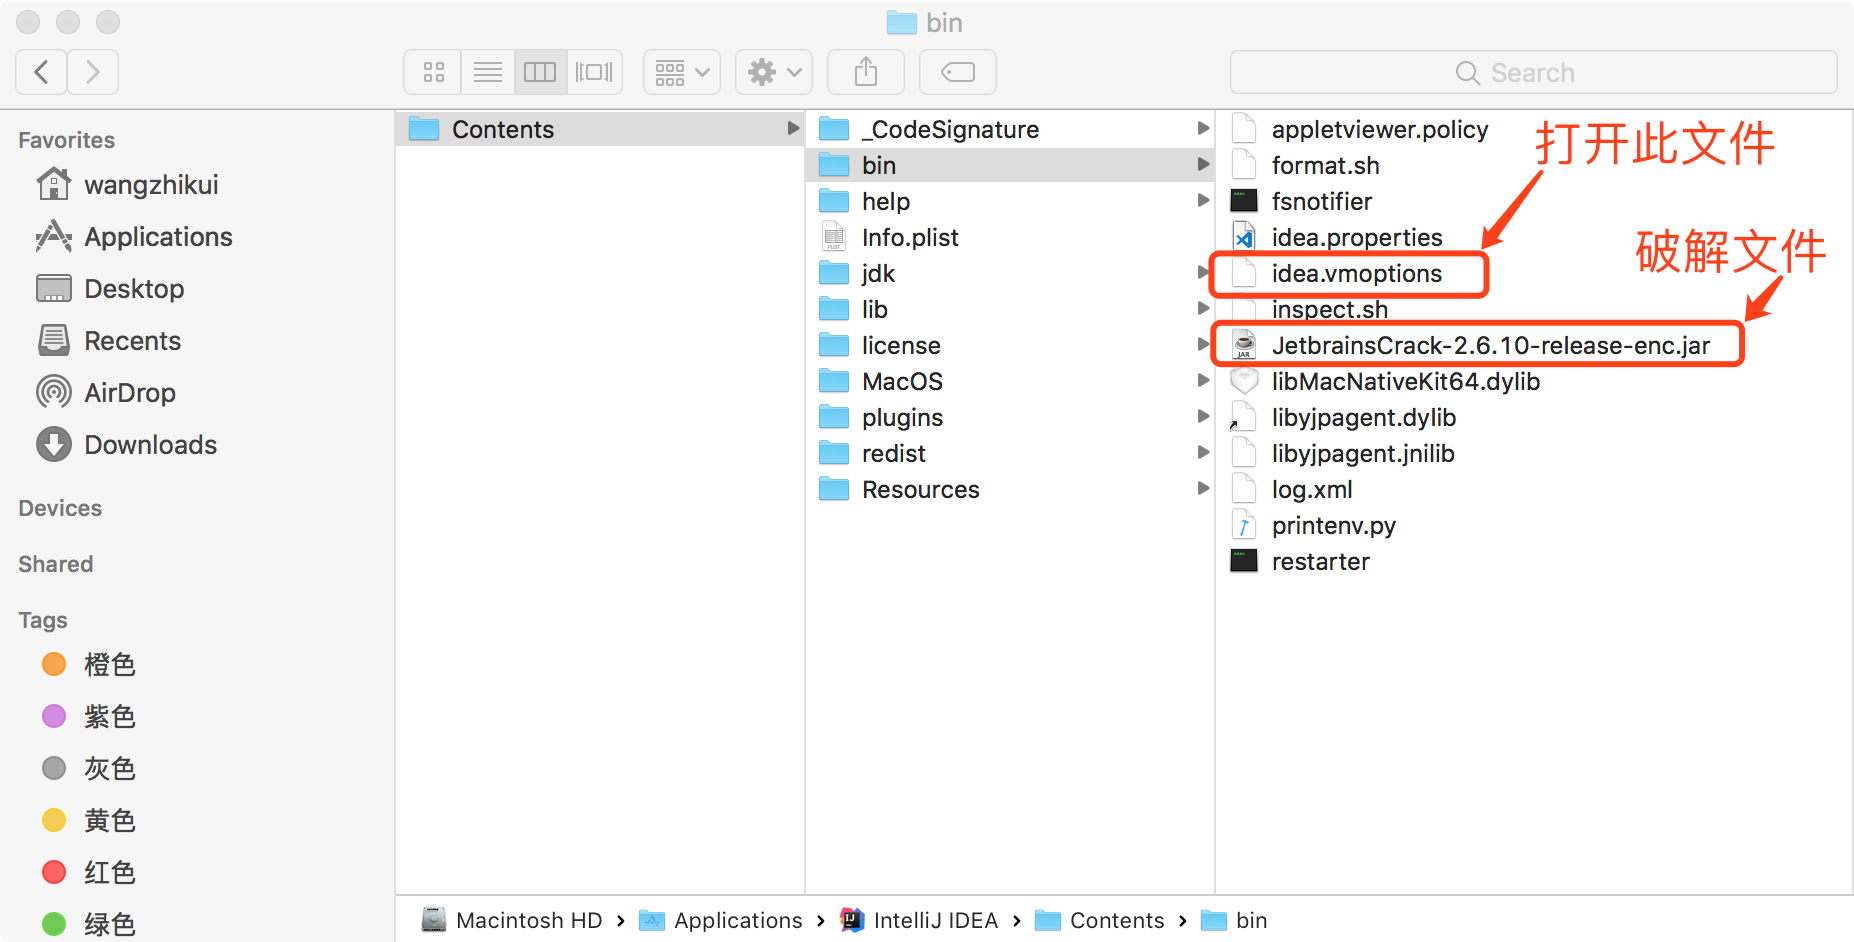 bin
Search
Favorites
wangzhikui
Applications
Desktop
Recents
AirDrop
Downloads
Devices
Shared
Tags
橙色
紫色
灰色
黄色
红色
绿色
Contents
_CodeSignature
bin
help
Info.plist
jdk
lib
license
MacOS
plugins
redist
Resources
appletviewer.policy
format.sh
fsnotifier
idea.properties
idea.vmoptions
inspect.sh
JetbrainsCrack-2.6.10-release-enc.jar
libMacNativeKit64.dylib
libyjpagent.dylib
libyjpagent.jnilib
log.xml
printenv.py
restarter
打开此文件
破解文件
Macintosh HD › Applications › IntelliJ IDEA › Contents › bin